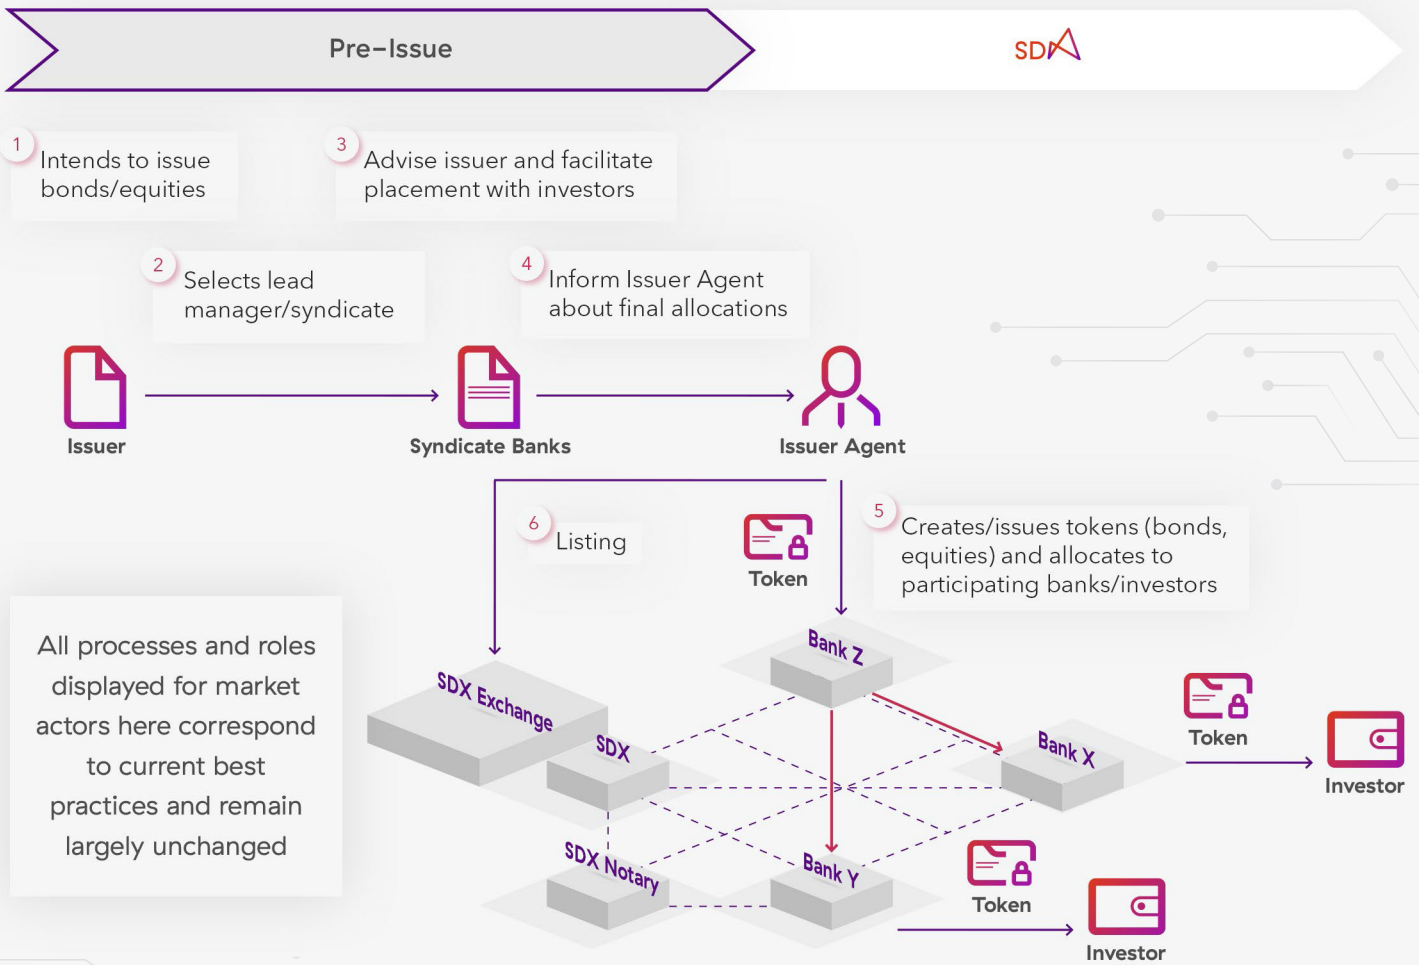 Pre-Issue
SDX
1
Intends to issue
bonds/equities
3
Advise issuer and facilitate
placement with investors
2
Selects lead
manager/syndicate
4
Inform Issuer Agent
about final allocations
Issuer
Syndicate Banks
Issuer Agent
6
Listing
Token
5
Creates/issues tokens (bonds,
equities) and allocates to
participating banks/investors
All processes and roles
displayed for market
actors here correspond
to current best
practices and remain
largely unchanged
Bank Z
SDX Exchange
SDX
Bank X
Token
Investor
SDX Notary
Bank Y
Token
Investor